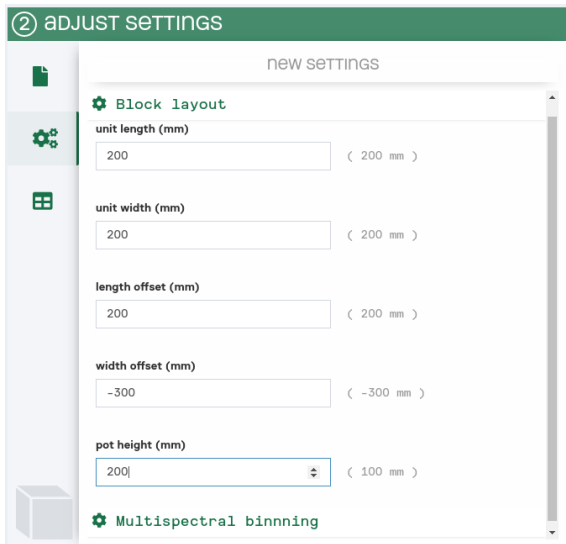 2 aDJUST SETTINGS
NEW SETTINGS
Block layout
unit length (mm)
200 ( 200 mm )
unit width (mm)
200 ( 200 mm )
length offset (mm)
200 ( 200 mm )
width offset (mm)
-300 ( -300 mm )
pot height (mm)
200 ( 100 mm )
Multispectral binnning